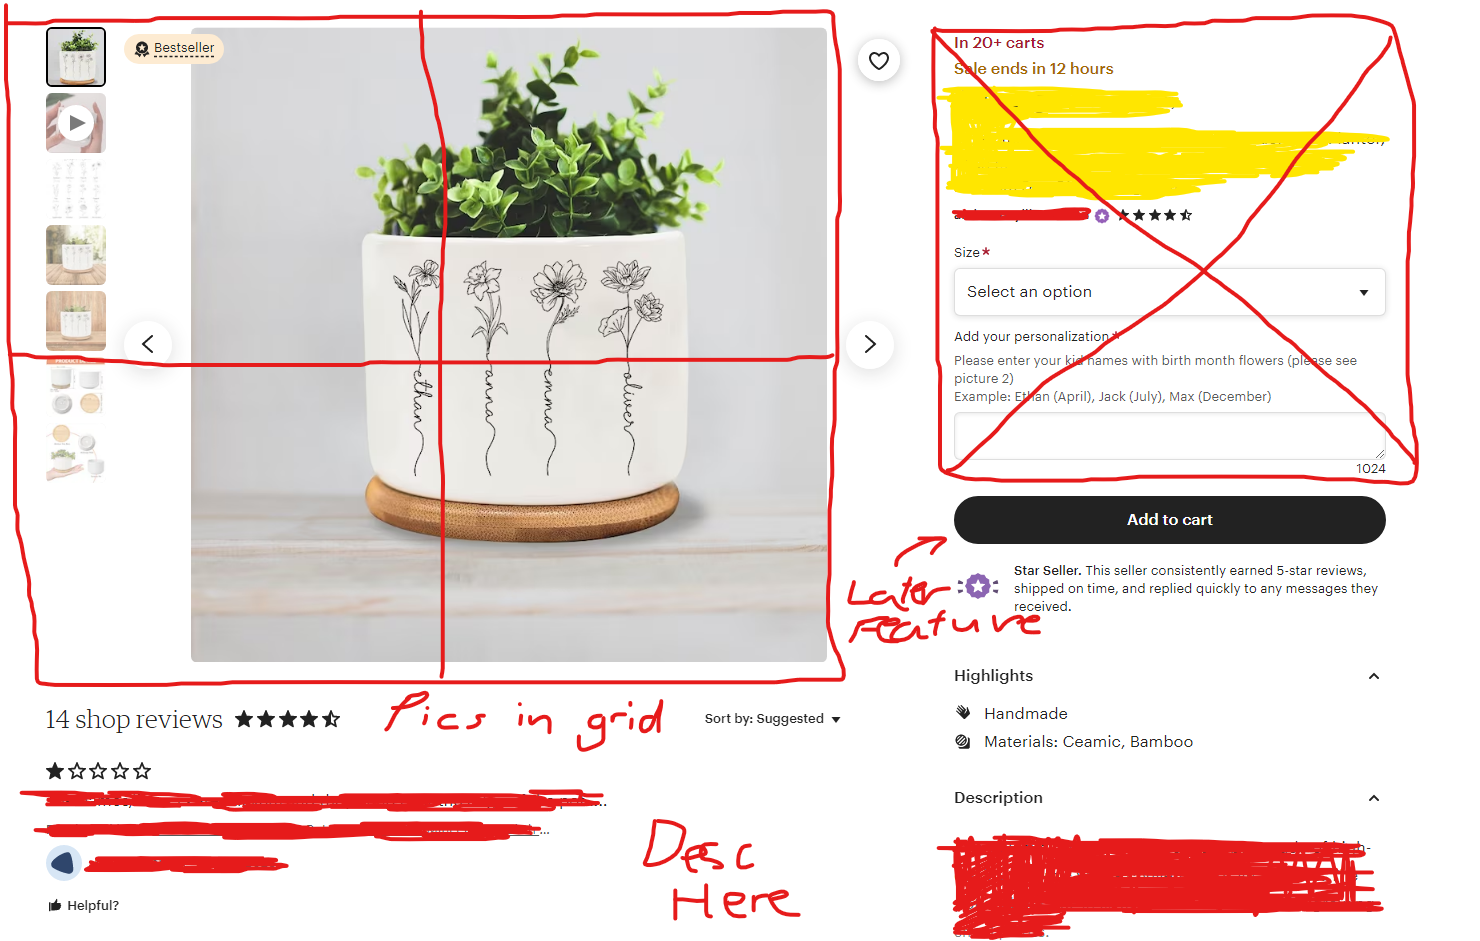 Bestseller
ethan
anna
emma
oliver
Pics in grid
14 shop reviews
Sort by: Suggested
Helpful?
Desc
Here
In 20+ carts
Sale ends in 12 hours
Size*
Select an option
Add your personalization*
Please enter your kid names with birth month flowers (please see
picture 2)
Example: Ethan (April), Jack (July), Max (December)
1024
Add to cart
Later
Feature
Star Seller. This seller consistently earned 5-star reviews,
shipped on time, and replied quickly to any messages they
received.
Highlights
Handmade
Materials: Ceamic, Bamboo
Description